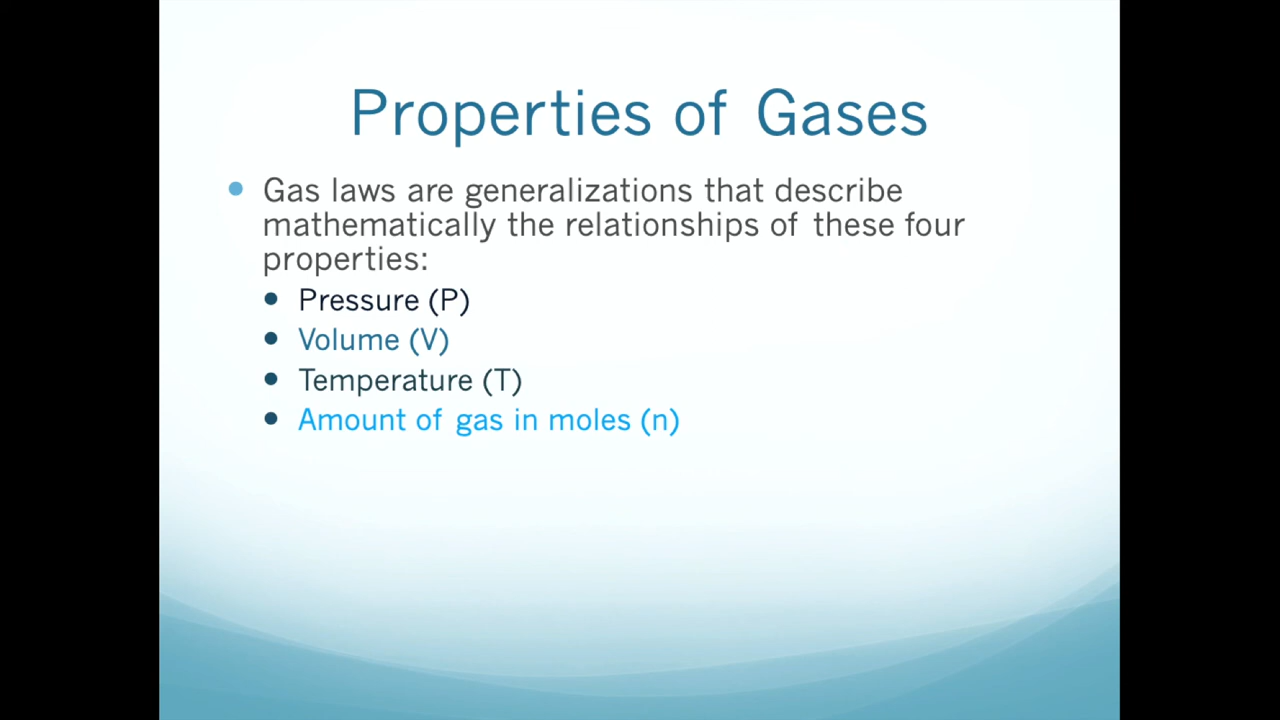 Properties of Gases
Gas laws are generalizations that describe
mathematically the relationships of these four
properties:
Pressure (P)
Volume (V)
Temperature (T)
Amount of gas in moles (n)